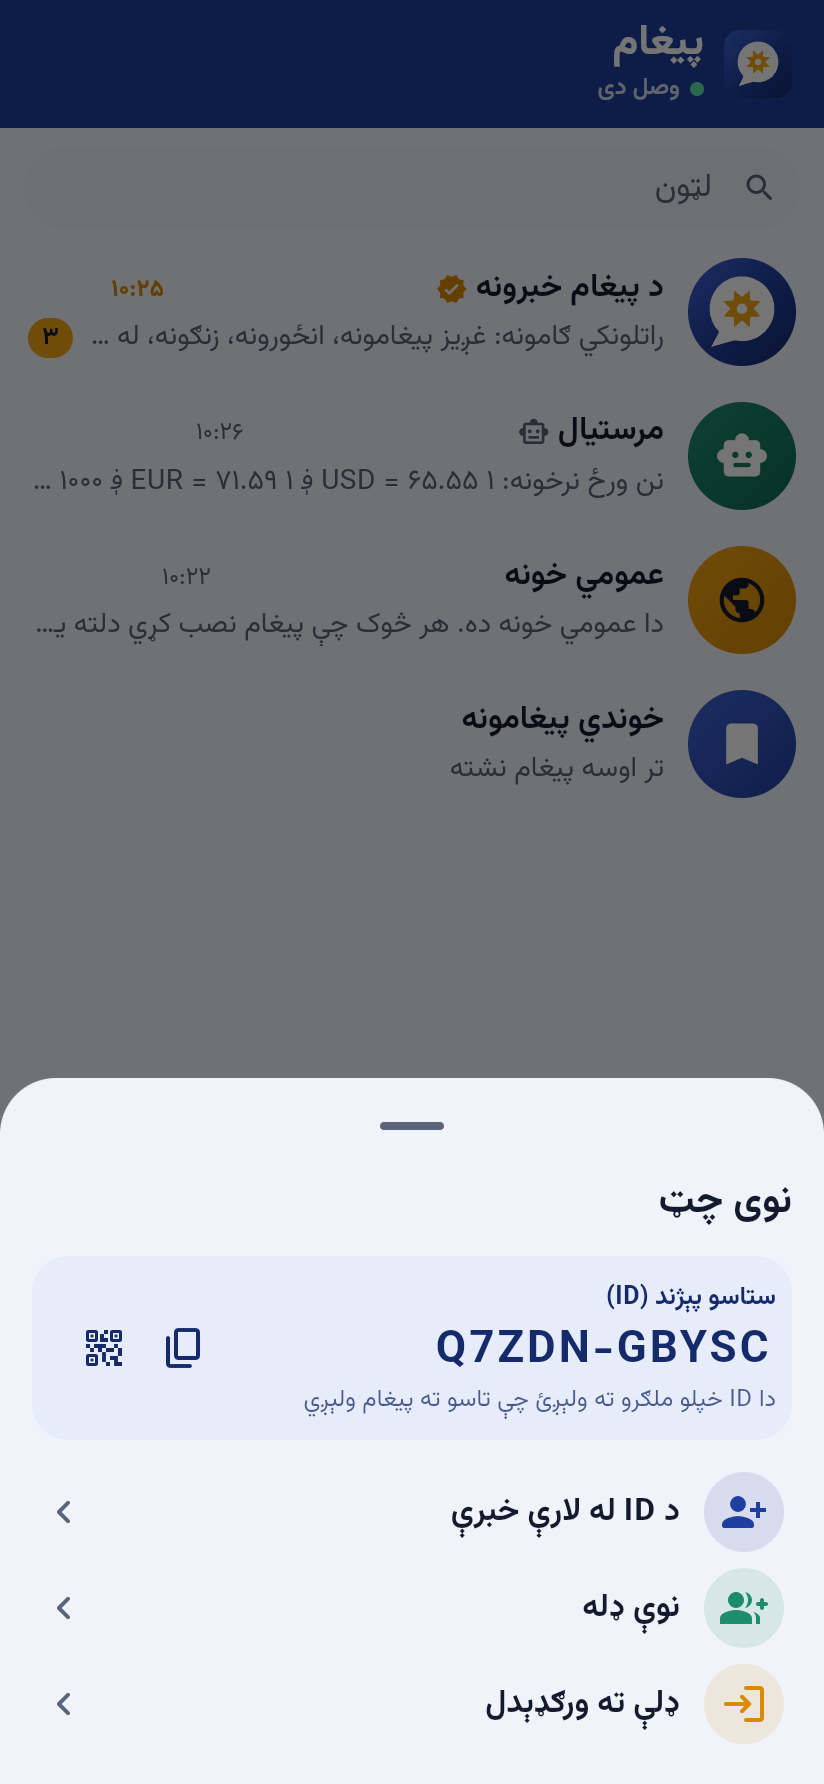 پیغام
وصل دی
لټون
د پیغام خبرونه
۱۰:۲۵
راتلونکي ګامونه: غږیز پیغامونه، انځورونه، زنګونه، له ...
۳
مرستیال
۱۰:۲۶
نن ورځ نرخونه: ۱ USD = ۶۵.۵۵ ؋ ۱ EUR = ۷۱.۵۹ ؋ ۱۰۰۰ ...
عمومي خونه
۱۰:۲۲
دا عمومي خونه ده. هر څوک چې پیغام نصب کړي دلته یـ...
خوندي پیغامونه
تر اوسه پیغام نشته
نوی چټ
ستاسو پېژند (ID)
Q7ZDN-GBYSC
دا ID خپلو ملګرو ته ولېږئ چې تاسو ته پیغام ولېږي
د ID له لارې خبرې
نوې ډله
ډلې ته ورګډېدل